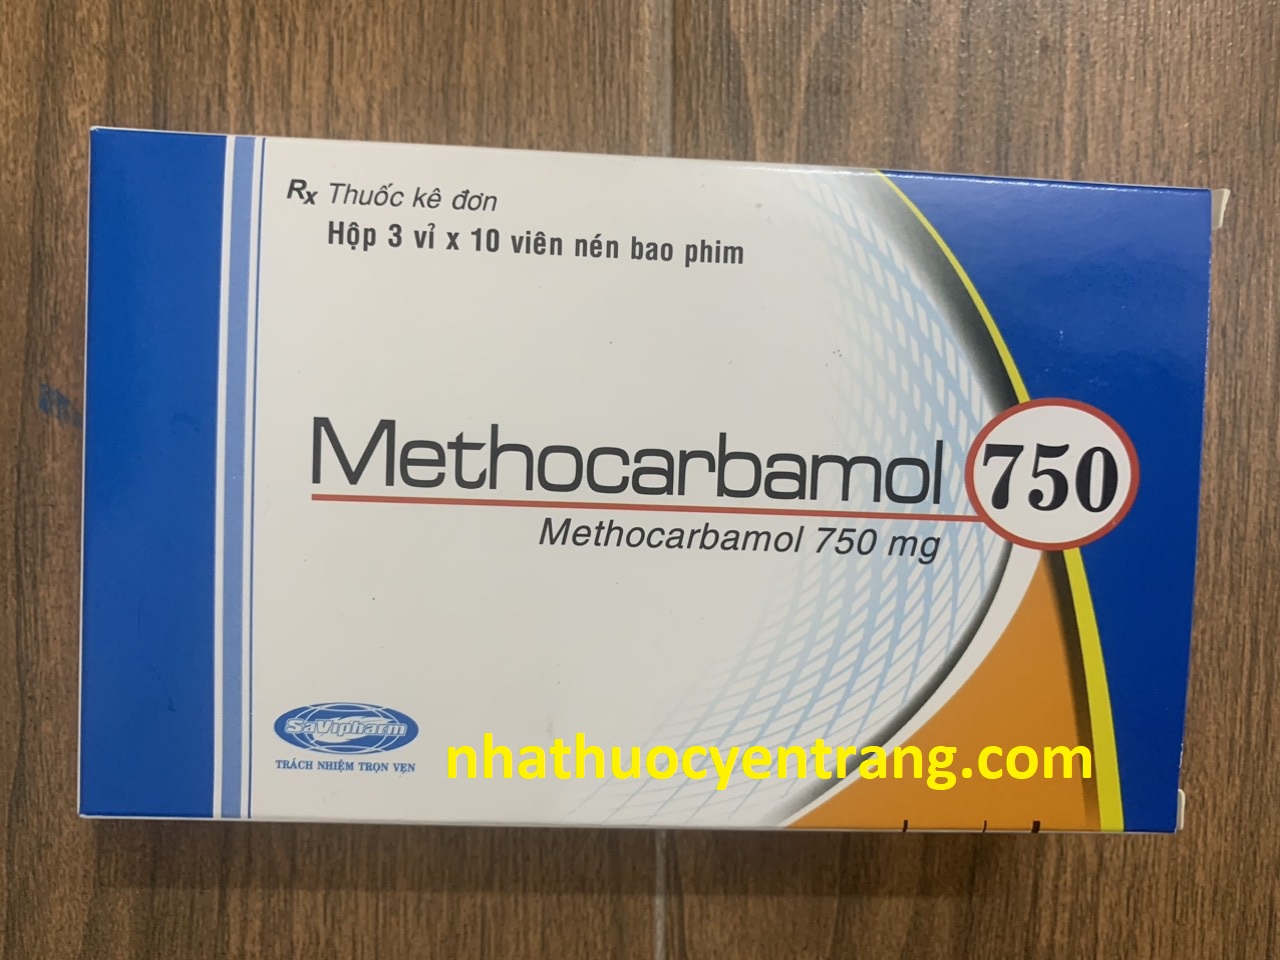 Rx Thuốc kê đơn
Hộp 3 vỉ x 10 viên nén bao phim
Methocarbamol 750
Methocarbamol 750 mg
SaViPharm
TRÁCH NHIỆM TRỌN VẸN
nhathuocyentrang.com